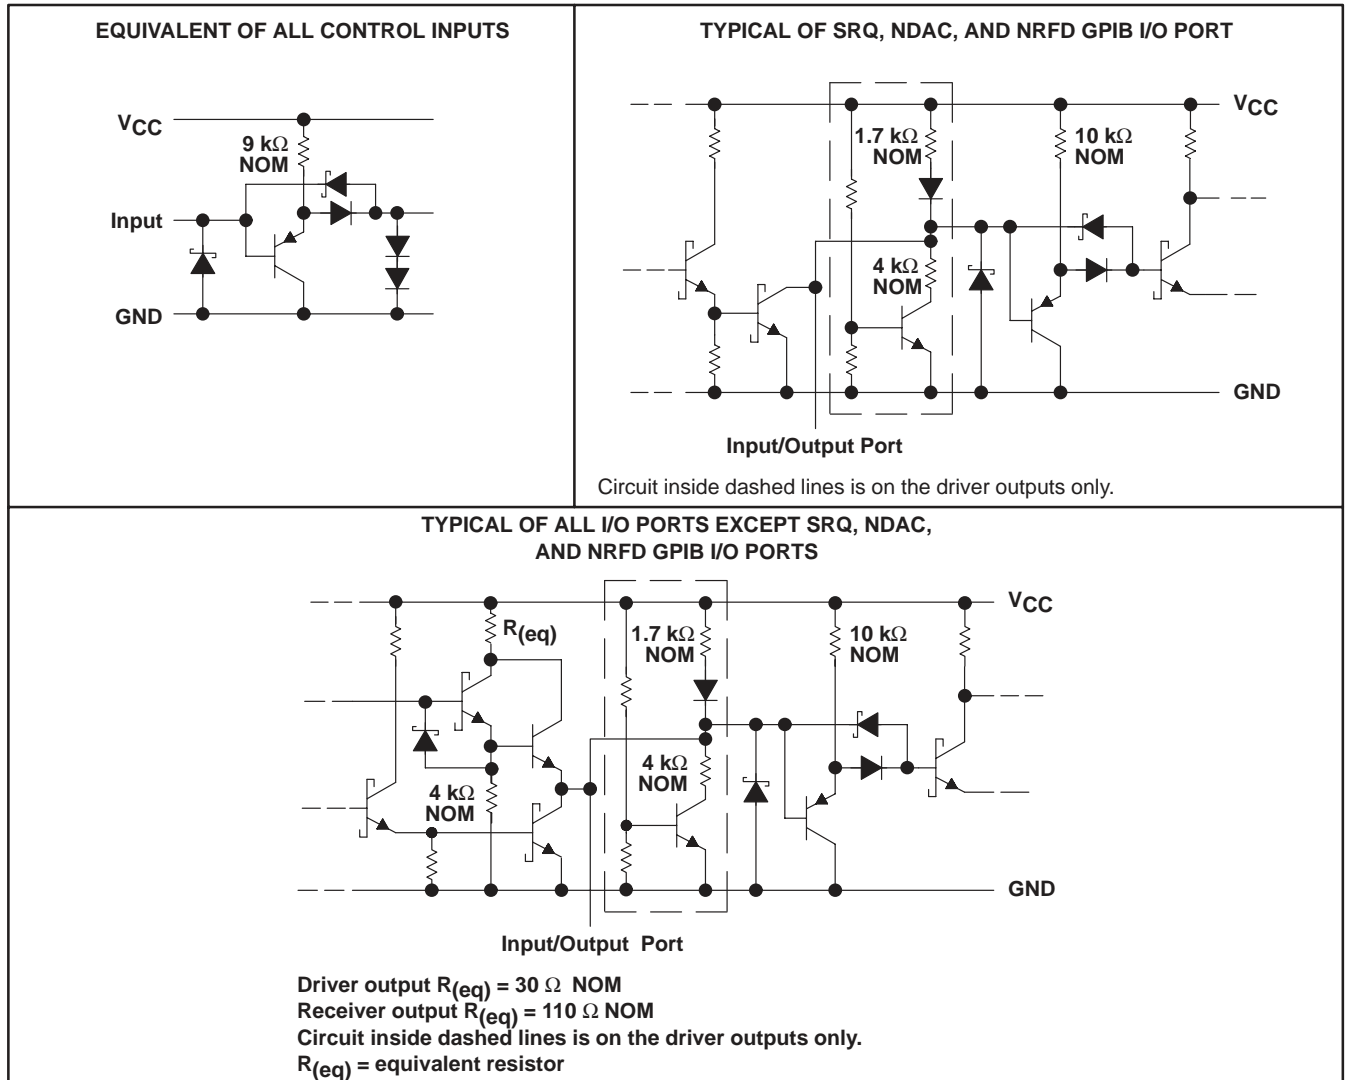 EQUIVALENT OF ALL CONTROL INPUTS
VCC
9 kΩ
NOM
Input
GND
TYPICAL OF SRQ, NDAC, AND NRFD GPIB I/O PORT
VCC
1.7 kΩ
NOM
10 kΩ
NOM
4 kΩ
NOM
GND
Input/Output Port
Circuit inside dashed lines is on the driver outputs only.
TYPICAL OF ALL I/O PORTS EXCEPT SRQ, NDAC,
AND NRFD GPIB I/O PORTS
VCC
R(eq)
1.7 kΩ
NOM
10 kΩ
NOM
4 kΩ
NOM
4 kΩ
NOM
GND
Input/Output Port
Driver output R(eq) = 30 Ω NOM
Receiver output R(eq) = 110 Ω NOM
Circuit inside dashed lines is on the driver outputs only.
R(eq) = equivalent resistor